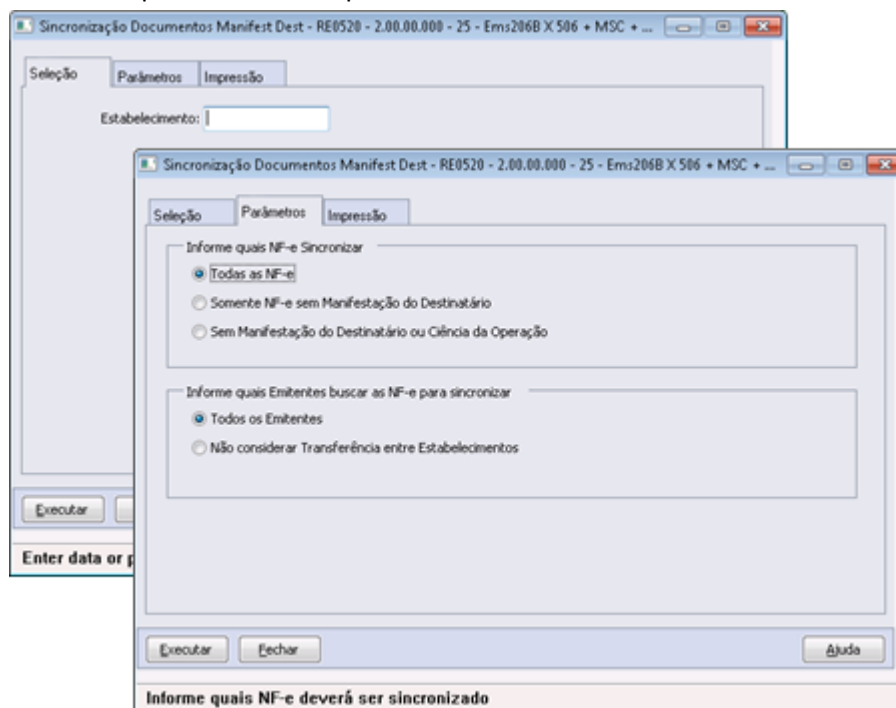 Sincronização Documentos Manifest Dest - RE0520 - 2.00.00.000 - 25 - Ems206B X 506 + MSC + ...
Seleção Parâmetros Impressão
Estabelecimento:
Executar
Enter data or p
Sincronização Documentos Manifest Dest - RE0520 - 2.00.00.000 - 25 - Ems206B X 506 + MSC + ...
Seleção Parâmetros Impressão
Informe quais NF-e Sincronizar
Todas as NF-e
Somente NF-e sem Manifestação do Destinatário
Sem Manifestação do Destinatário ou Ciência da Operação
Informe quais Emitentes buscar as NF-e para sincronizar
Todos os Emitentes
Não considerar Transferência entre Estabelecimentos
Executar Fechar Ajuda
Informe quais NF-e deverá ser sincronizado